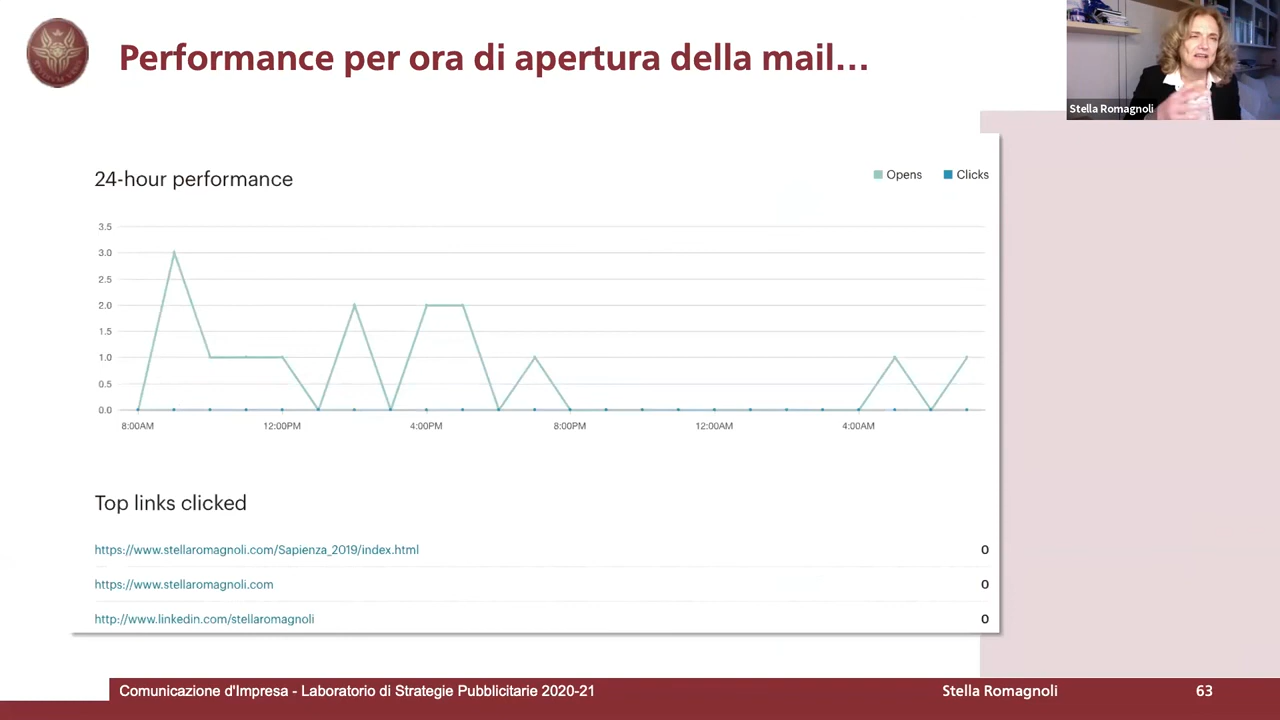 Performance per ora di apertura della mail...
Stella Romagnoli
24-hour performance
Opens
Clicks
3.5
3.0
2.5
2.0
1.5
1.0
0.5
0.0
8:00AM
12:00PM
4:00PM
8:00PM
12:00AM
4:00AM
Top links clicked
https://www.stellaromagnoli.com/Sapienza_2019/index.html 0
https://www.stellaromagnoli.com 0
http://www.linkedin.com/stellaromagnoli 0
Comunicazione d'Impresa - Laboratorio di Strategie Pubblicitarie 2020-21
Stella Romagnoli
63